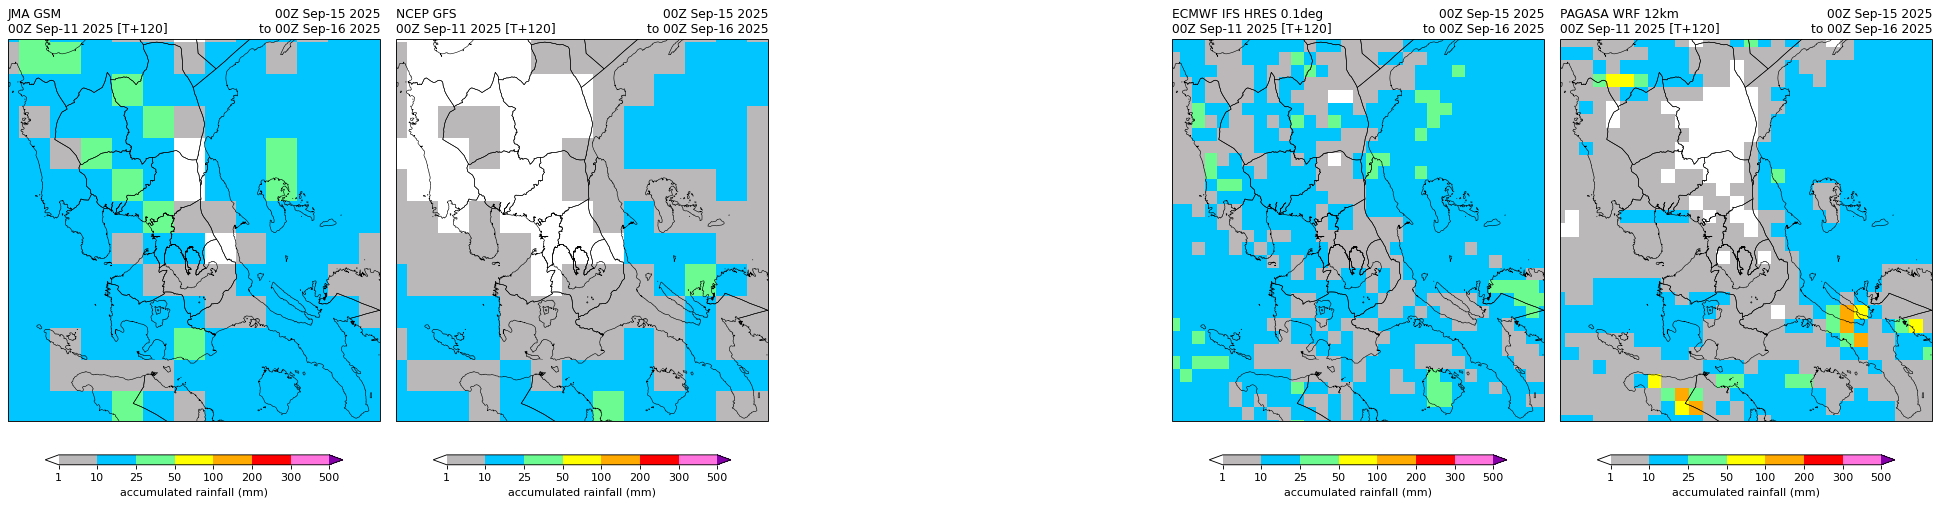 JMA GSM 00Z Sep-15 2025
00Z Sep-11 2025 [T+120] to 00Z Sep-16 2025
1 10 25 50 100 200 300 500
accumulated rainfall (mm)
NCEP GFS 00Z Sep-15 2025
00Z Sep-11 2025 [T+120] to 00Z Sep-16 2025
1 10 25 50 100 200 300 500
accumulated rainfall (mm)
ECMWF IFS HRES 0.1deg 00Z Sep-15 2025
00Z Sep-11 2025 [T+120] to 00Z Sep-16 2025
1 10 25 50 100 200 300 500
accumulated rainfall (mm)
PAGASA WRF 12km 00Z Sep-15 2025
00Z Sep-11 2025 [T+120] to 00Z Sep-16 2025
1 10 25 50 100 200 300 500
accumulated rainfall (mm)